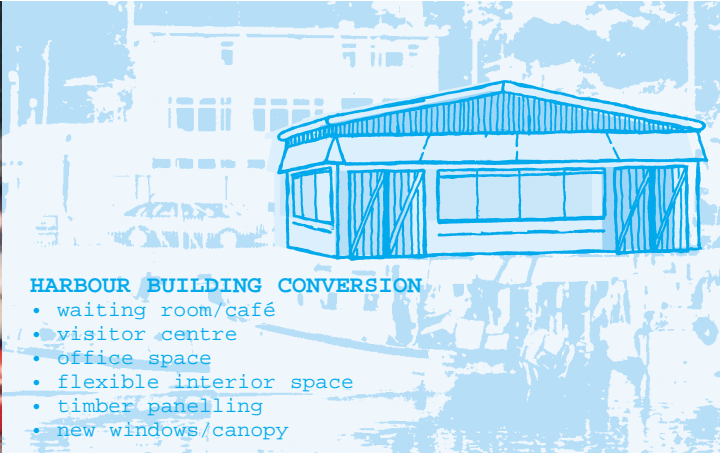 HARBOUR BUILDING CONVERSION
• waiting room/café
• visitor centre
• office space
• flexible interior space
• timber panelling
• new windows/canopy